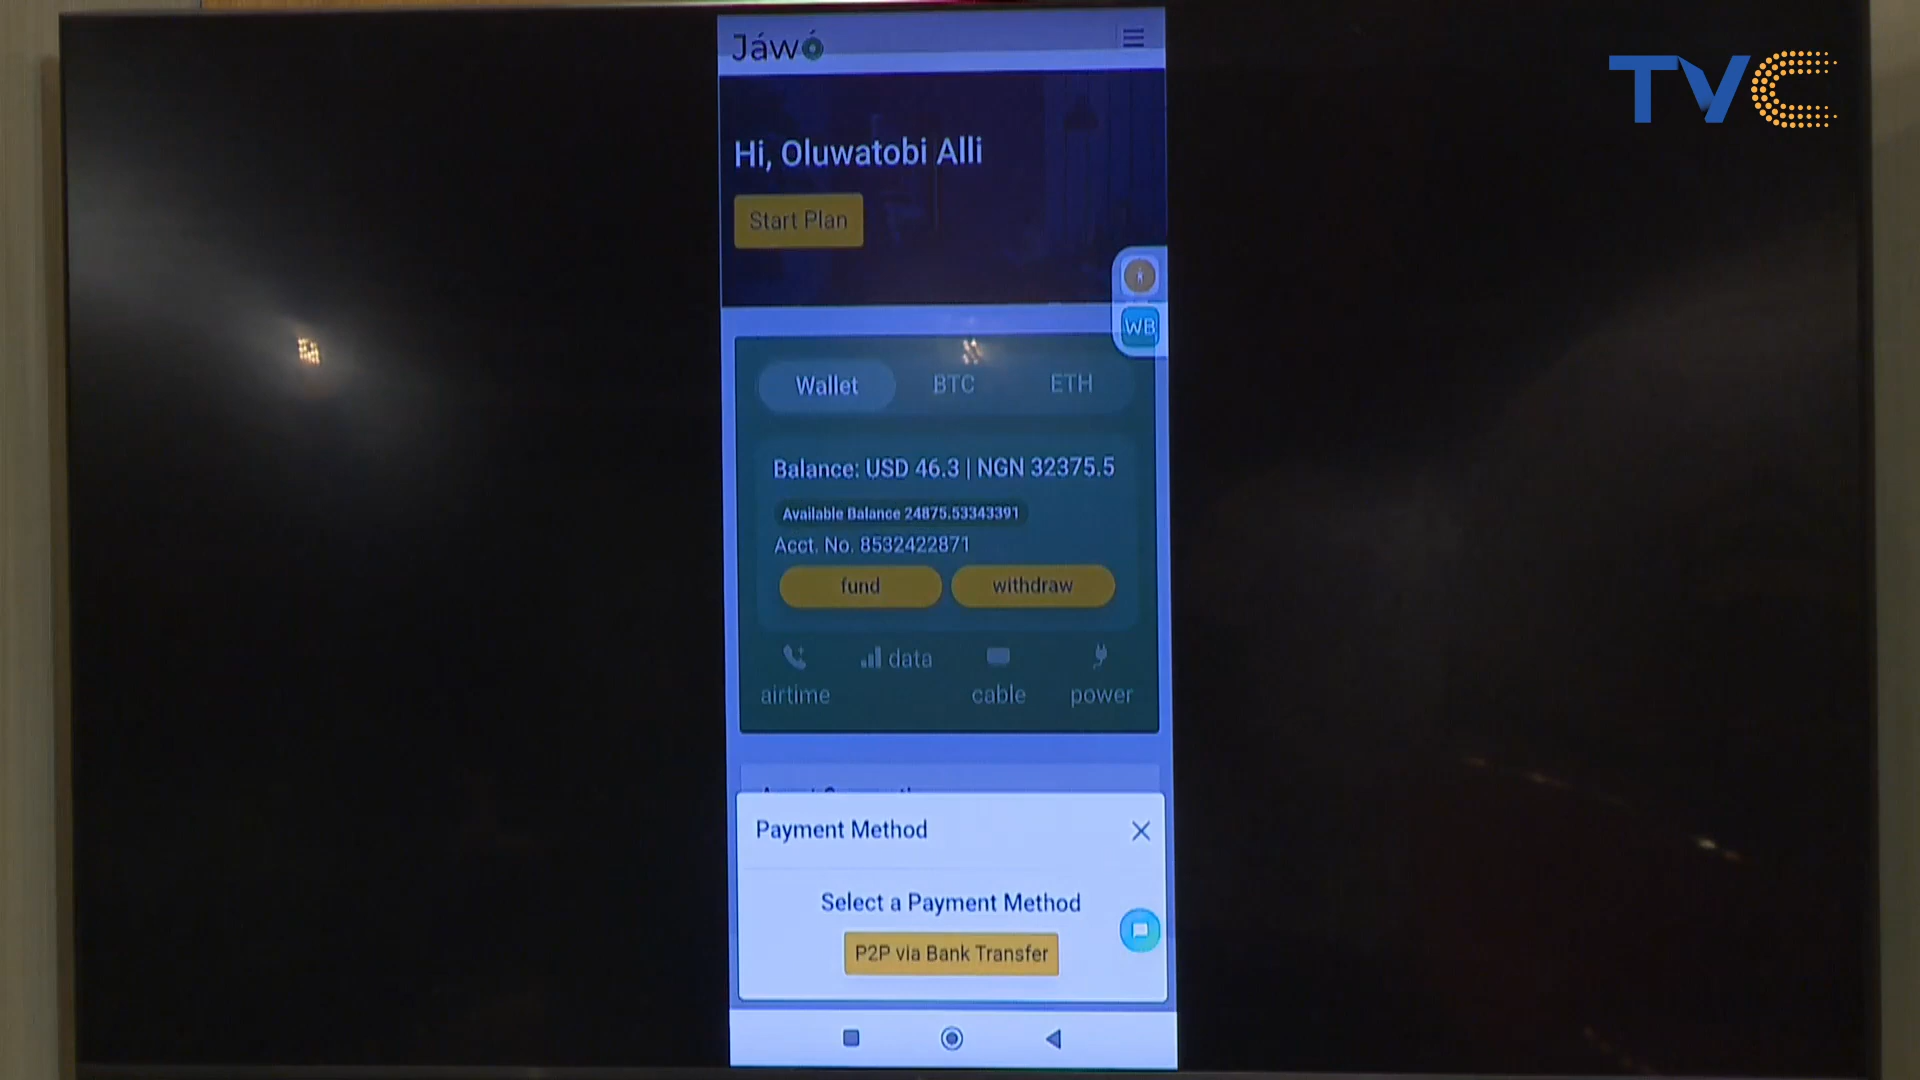 TVC
Jáwó
Hi, Oluwatobi Alli
Start Plan
WB
Wallet BTC ETH
Balance: USD 46.3 | NGN 32375.5
Available Balance 24875.53343391
Acct. No. 8532422871
fund withdraw
data
airtime cable power
Payment Method
Select a Payment Method
P2P via Bank Transfer